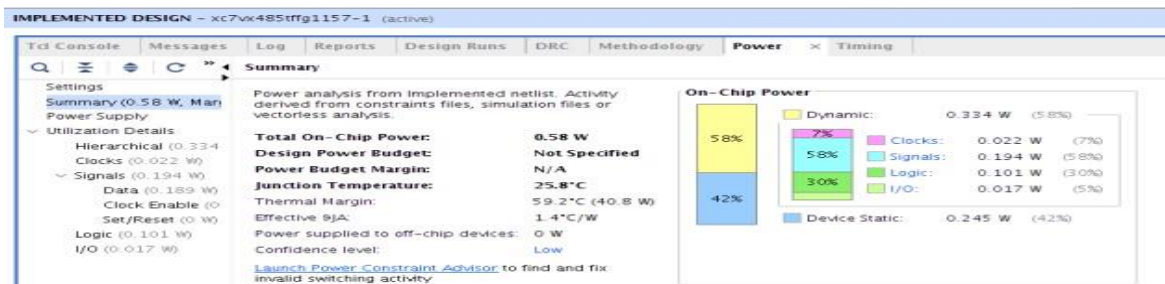 IMPLEMENTED DESIGN - xc7vx485tffg1157-1 (active)
Tcl Console Messages Log Reports Design Runs DRC Methodology Power × Timing
Summary
Settings
Summary (0.58 W, Marg
Power Supply
Utilization Details
Hierarchical (0.334
Clocks (0.022 W)
Signals (0.194 W)
Data (0.189 W)
Clock Enable (0
Set/Reset (0 W)
Logic (0.101 W)
I/O (0.017 W)
Power analysis from Implemented netlist. Activity
derived from constraints files, simulation files or
vectorless analysis.
Total On-Chip Power: 0.58 W
Design Power Budget: Not Specified
Power Budget Margin: N/A
Junction Temperature: 25.8°C
Thermal Margin: 59.2°C (40.8 W)
Effective ϑJA: 1.4°C/W
Power supplied to off-chip devices: 0 W
Confidence level: Low
Launch Power Constraint Advisor to find and fix
invalid switching activity
On-Chip Power
58%
42%
Dynamic: 0.334 W (58%)
7%
58%
30%
Clocks: 0.022 W (7%)
Signals: 0.194 W (58%)
Logic: 0.101 W (30%)
I/O: 0.017 W (5%)
Device Static: 0.245 W (42%)